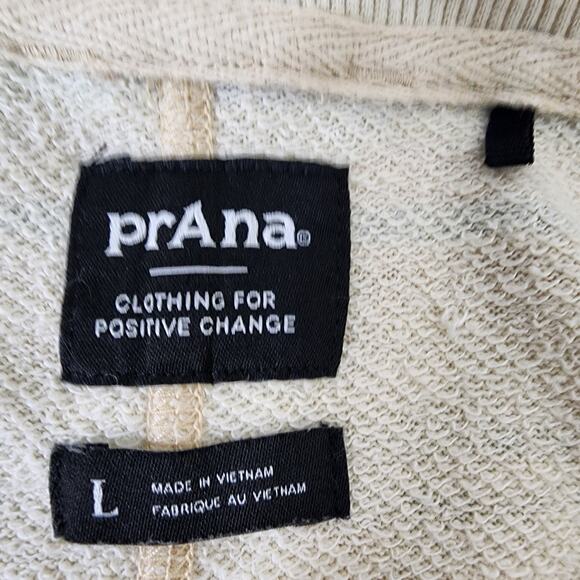 prAna®
CLOTHING FOR
POSITIVE CHANGE
L
MADE IN VIETNAM
FABRIQUE AU VIETNAM